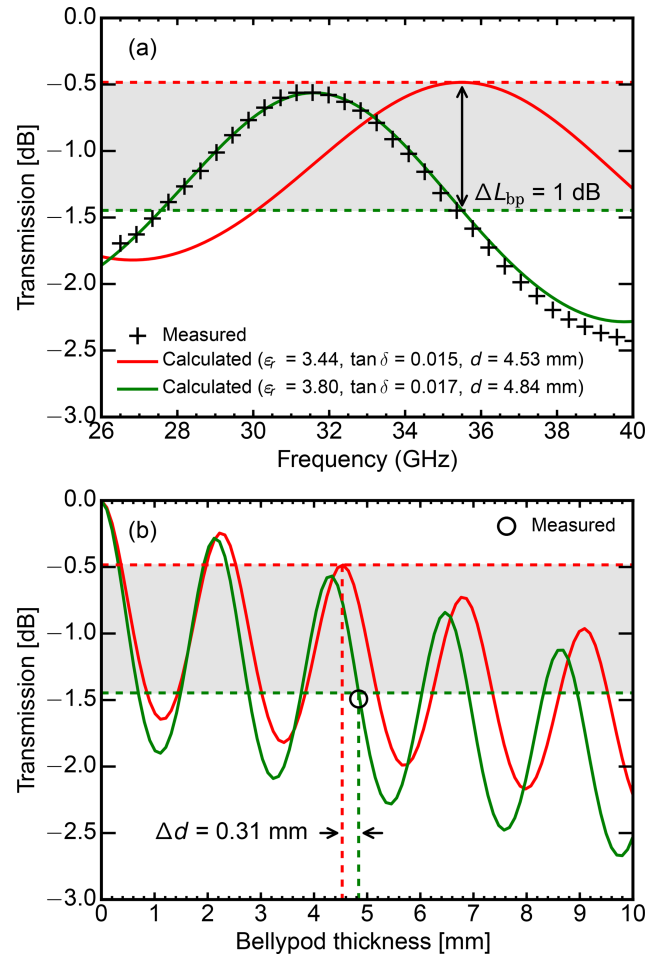 (a)
0.0
−0.5
−1.0
−1.5
−2.0
−2.5
−3.0
Transmission [dB]
ΔL_bp = 1 dB
Measured
Calculated (ε_r = 3.44, tan δ = 0.015, d = 4.53 mm)
Calculated (ε_r = 3.80, tan δ = 0.017, d = 4.84 mm)
26 28 30 32 34 36 38 40
Frequency (GHz)
(b)
Measured
0.0
−0.5
−1.0
−1.5
−2.0
−2.5
−3.0
Transmission [dB]
Δd = 0.31 mm
0 1 2 3 4 5 6 7 8 9 10
Bellypod thickness [mm]